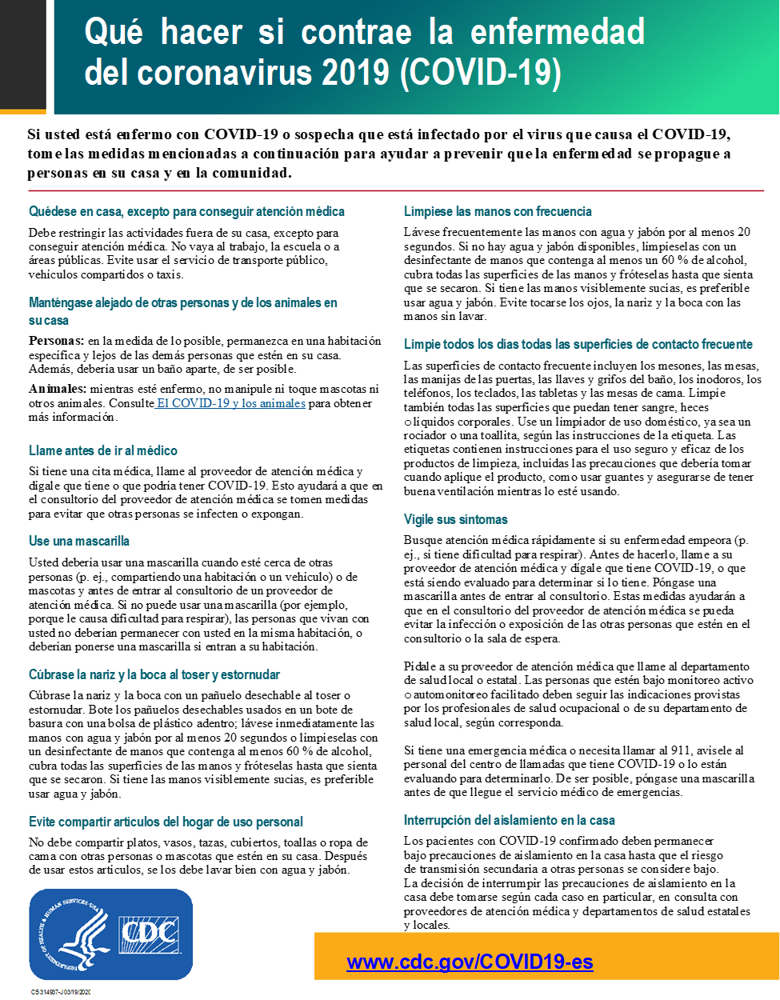 Qué hacer si contrae la enfermedad
del coronavirus 2019 (COVID-19)
Si usted está enfermo con COVID-19 o sospecha que está infectado por el virus que causa el COVID-19,
tome las medidas mencionadas a continuación para ayudar a prevenir que la enfermedad se propague a
personas en su casa y en la comunidad.
Quédese en casa, excepto para conseguir atención médica
Debe restringir las actividades fuera de su casa, excepto para
conseguir atención médica. No vaya al trabajo, la escuela o a
áreas públicas. Evite usar el servicio de transporte público,
vehículos compartidos o taxis.
Manténgase alejado de otras personas y de los animales en
su casa
Personas: en la medida de lo posible, permanezca en una habitación
específica y lejos de las demás personas que estén en su casa.
Además, debería usar un baño aparte, de ser posible.
Animales: mientras esté enfermo, no manipule ni toque mascotas ni
otros animales. Consulte El COVID-19 y los animales para obtener
más información.
Llame antes de ir al médico
Si tiene una cita médica, llame al proveedor de atención médica y
dígale que tiene o que podría tener COVID-19. Esto ayudará a que en
el consultorio del proveedor de atención médica se tomen medidas
para evitar que otras personas se infecten o expongan.
Use una mascarilla
Usted debería usar una mascarilla cuando esté cerca de otras
personas (p. ej., compartiendo una habitación o un vehículo) o de
mascotas y antes de entrar al consultorio de un proveedor de
atención médica. Si no puede usar una mascarilla (por ejemplo,
porque le causa dificultad para respirar), las personas que vivan con
usted no deberían permanecer con usted en la misma habitación, o
deberían ponerse una mascarilla si entran a su habitación.
Cúbrase la nariz y la boca al toser y estornudar
Cúbrase la nariz y la boca con un pañuelo desechable al toser o
estornudar. Bote los pañuelos desechables usados en un bote de
basura con una bolsa de plástico adentro; lávese inmediatamente las
manos con agua y jabón por al menos 20 segundos o límpieselas con
un desinfectante de manos que contenga al menos 60 % de alcohol,
cubra todas las superficies de las manos y fróteselas hasta que sienta
que se secaron. Si tiene las manos visiblemente sucias, es preferible
usar agua y jabón.
Evite compartir artículos del hogar de uso personal
No debe compartir platos, vasos, tazas, cubiertos, toallas o ropa de
cama con otras personas o mascotas que estén en su casa. Después
de usar estos artículos, se los debe lavar bien con agua y jabón.
Límpiese las manos con frecuencia
Lávese frecuentemente las manos con agua y jabón por al menos 20
segundos. Si no hay agua y jabón disponibles, límpieselas con un
desinfectante de manos que contenga al menos un 60 % de alcohol,
cubra todas las superficies de las manos y fróteselas hasta que sienta
que se secaron. Si tiene las manos visiblemente sucias, es preferible
usar agua y jabón. Evite tocarse los ojos, la nariz y la boca con las
manos sin lavar.
Limpie todos los días todas las superficies de contacto frecuente
Las superficies de contacto frecuente incluyen los mesones, las mesas,
las manijas de las puertas, las llaves y grifos del baño, los inodoros, los
teléfonos, los teclados, las tabletas y las mesas de cama. Limpie
también todas las superficies que puedan tener sangre, heces
o líquidos corporales. Use un limpiador de uso doméstico, ya sea un
rociador o una toallita, según las instrucciones de la etiqueta. Las
etiquetas contienen instrucciones para el uso seguro y eficaz de los
productos de limpieza, incluidas las precauciones que debería tomar
cuando aplique el producto, como usar guantes y asegurarse de tener
buena ventilación mientras lo esté usando.
Vigile sus síntomas
Busque atención médica rápidamente si su enfermedad empeora (p.
ej., si tiene dificultad para respirar). Antes de hacerlo, llame a su
proveedor de atención médica y dígale que tiene COVID-19, o que
está siendo evaluado para determinar si lo tiene. Póngase una
mascarilla antes de entrar al consultorio. Estas medidas ayudarán a
que en el consultorio del proveedor de atención médica se pueda
evitar la infección o exposición de las otras personas que estén en el
consultorio o la sala de espera.
Pídale a su proveedor de atención médica que llame al departamento
de salud local o estatal. Las personas que estén bajo monitoreo activo
o automonitoreo facilitado deben seguir las indicaciones provistas
por los profesionales de salud ocupacional o de su departamento de
salud local, según corresponda.
Si tiene una emergencia médica o necesita llamar al 911, avísele al
personal del centro de llamadas que tiene COVID-19 o lo están
evaluando para determinarlo. De ser posible, póngase una mascarilla
antes de que llegue el servicio médico de emergencias.
Interrupción del aislamiento en la casa
Los pacientes con COVID-19 confirmado deben permanecer
bajo precauciones de aislamiento en la casa hasta que el riesgo
de transmisión secundaria a otras personas se considere bajo.
La decisión de interrumpir las precauciones de aislamiento en la
casa debe tomarse según cada caso en particular, en consulta con
proveedores de atención médica y departamentos de salud estatales
y locales.
DEPARTMENT OF HEALTH & HUMAN SERVICES·USA
CDC
www.cdc.gov/COVID19-es
CS 314937-J 03/19/2020